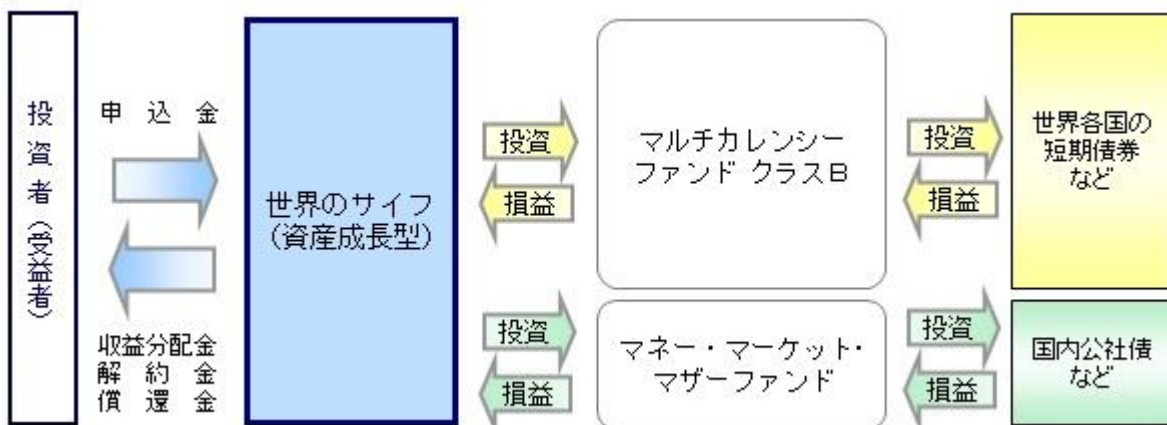 投資者（受益者）
申込金
収益分配金
解約金
償還金
世界のサイフ
（資産成長型）
投資
損益
投資
損益
マルチカレンシー
ファンド クラスB
マネー・マーケット・
マザーファンド
投資
損益
投資
損益
世界各国の
短期債券
など
国内公社債
など